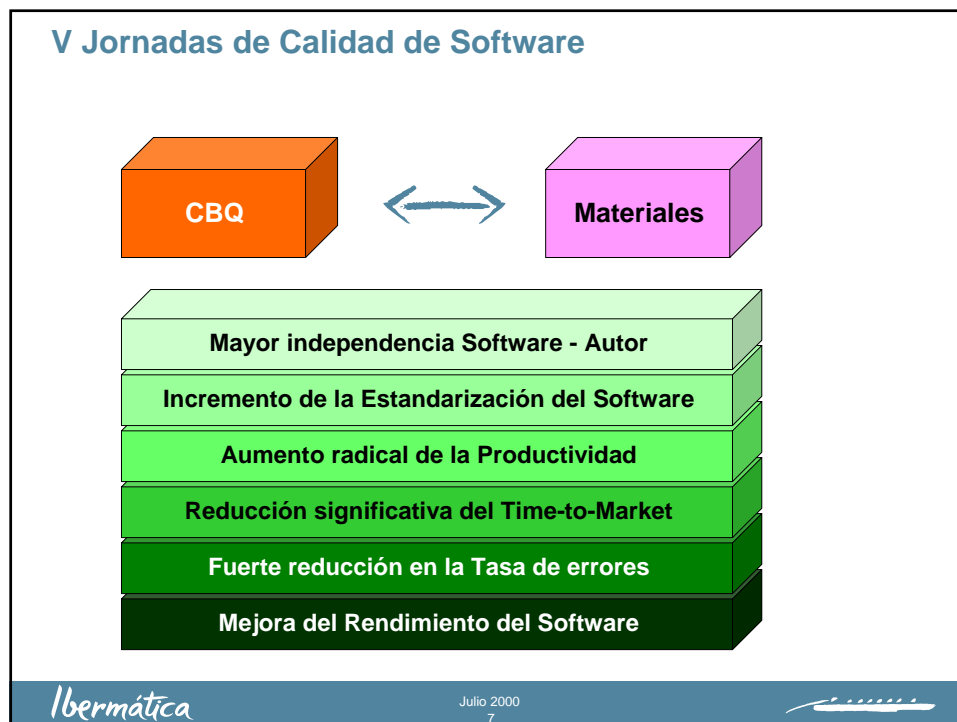 V Jornadas de Calidad de Software
CBQ
Materiales
Mayor independencia Software - Autor
Incremento de la Estandarización del Software
Aumento radical de la Productividad
Reducción significativa del Time-to-Market
Fuerte reducción en la Tasa de errores
Mejora del Rendimiento del Software
Ibermática
Julio 2000
7